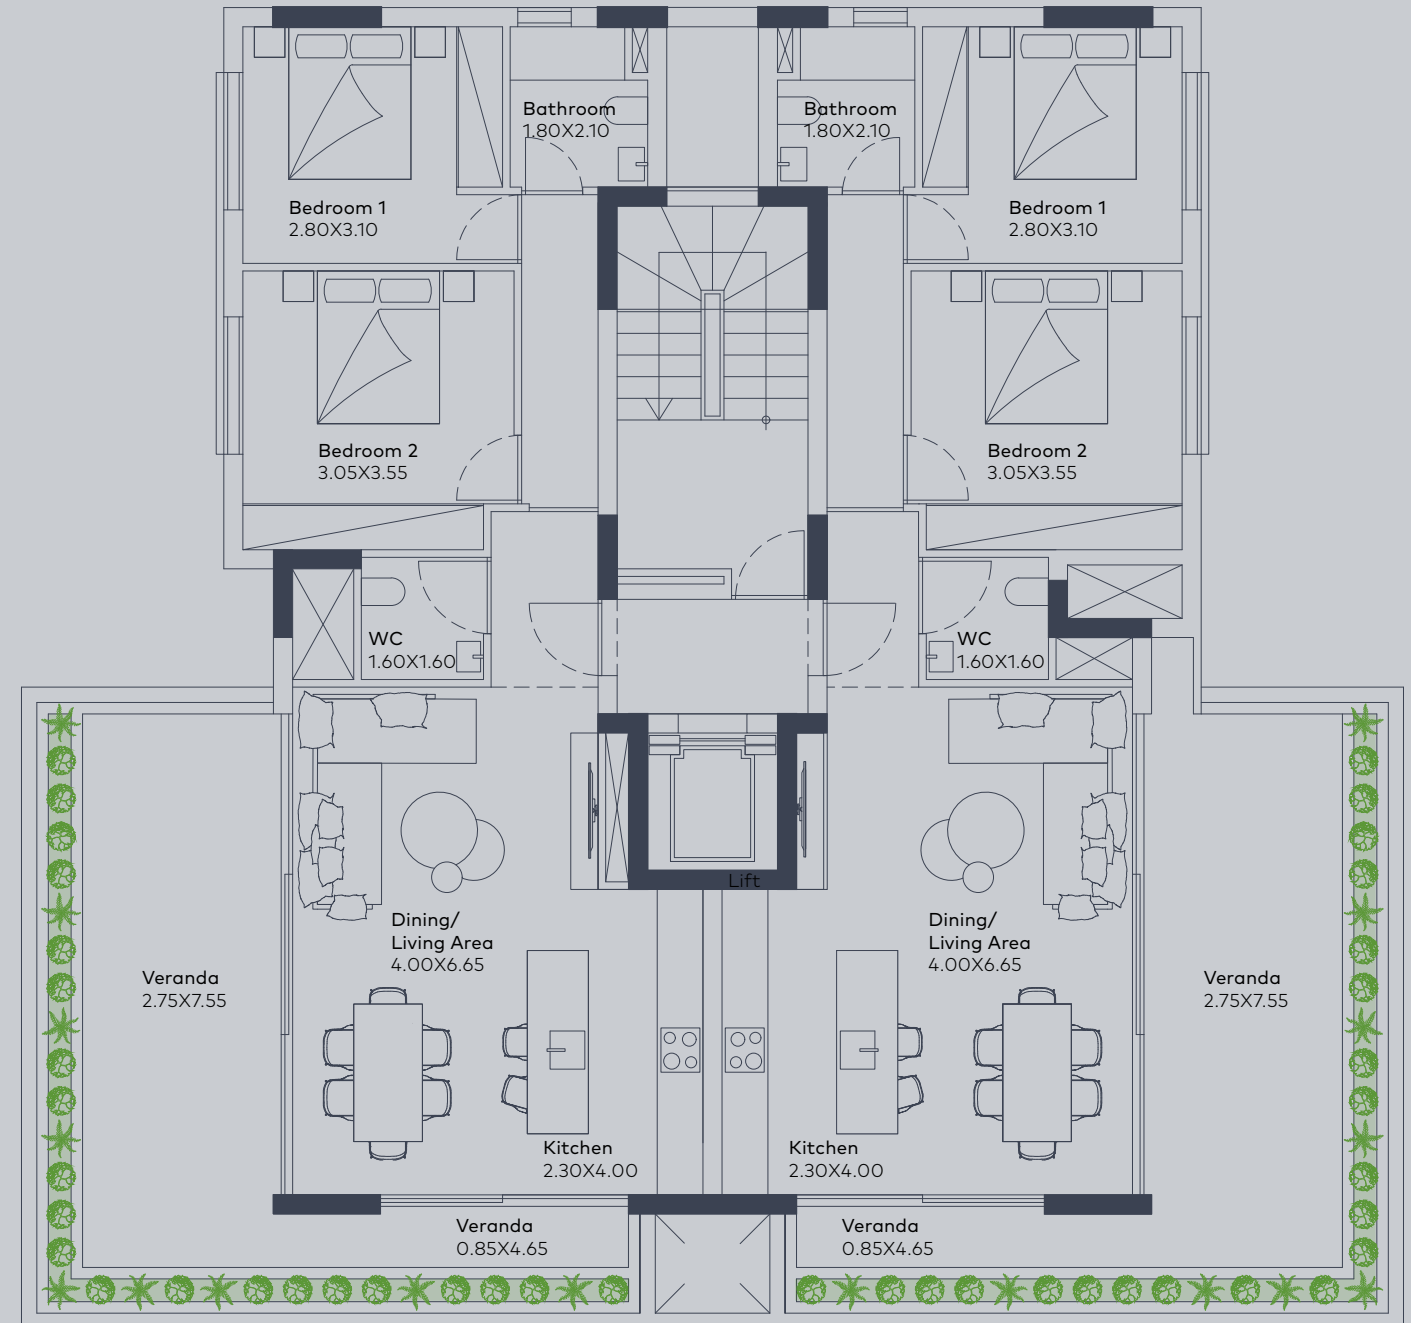 Bathroom
1.80X2.10
Bathroom
1.80X2.10
Bedroom 1
2.80X3.10
Bedroom 1
2.80X3.10
Bedroom 2
3.05X3.55
Bedroom 2
3.05X3.55
WC
1.60X1.60
WC
1.60X1.60
Lift
Dining/
Living Area
4.00X6.65
Dining/
Living Area
4.00X6.65
Veranda
2.75X7.55
Veranda
2.75X7.55
Kitchen
2.30X4.00
Kitchen
2.30X4.00
Veranda
0.85X4.65
Veranda
0.85X4.65